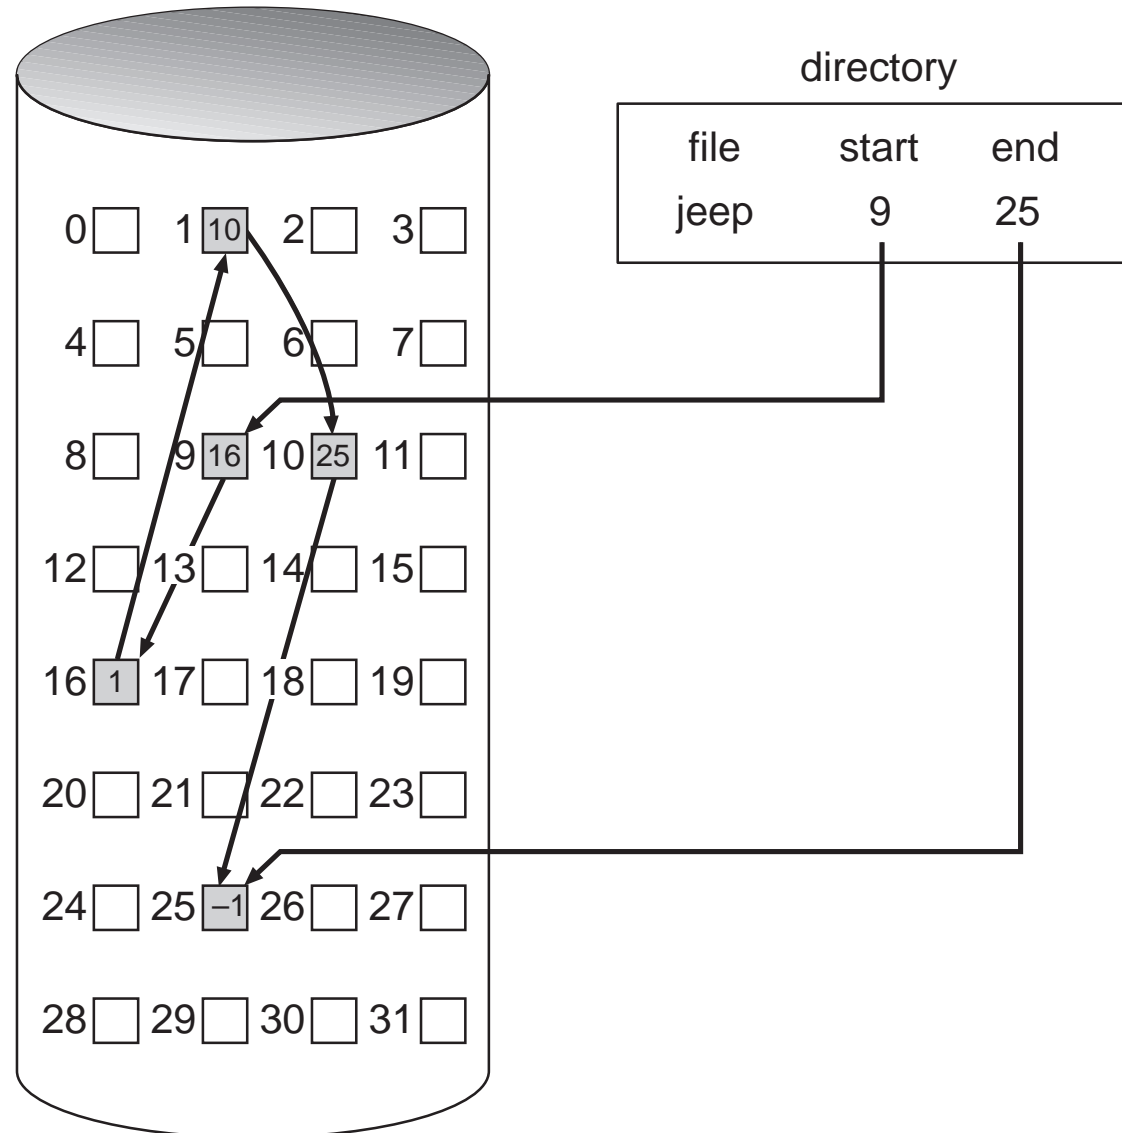 directory
file start end
jeep 9 25
0 1 10 2 3
4 5 6 7
8 9 16 10 25 11
12 13 14 15
16 1 17 18 19
20 21 22 23
24 25 –1 26 27
28 29 30 31